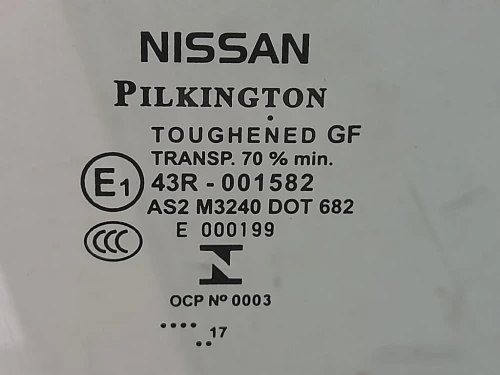 NISSAN
PILKINGTON
TOUGHENED GF
TRANSP. 70 % min.
E1 43R - 001582
AS2 M3240 DOT 682
E 000199
CCC
OCP Nº 0003
.... 17
..